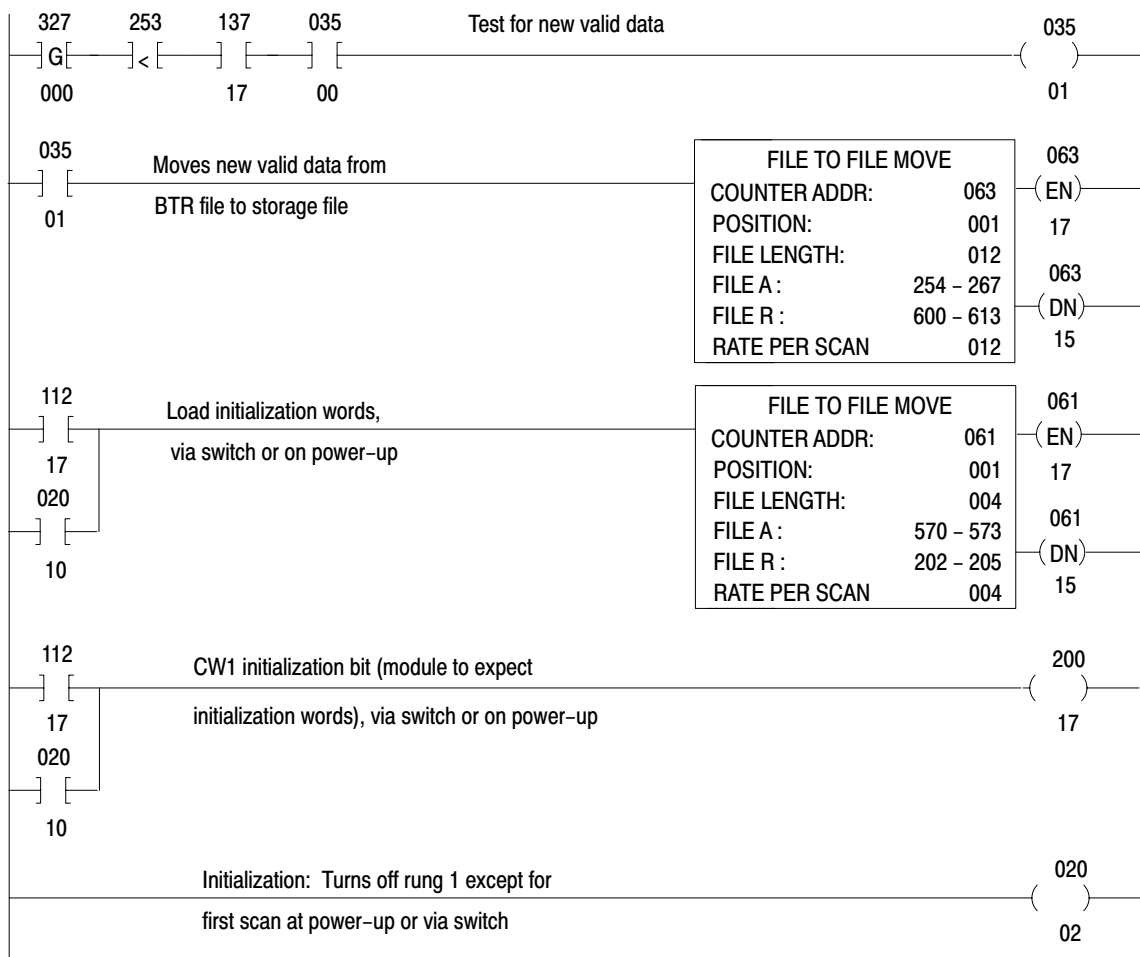 327 253 137 035 Test for new valid data 035
G <
000 17 00 01
035 Moves new valid data from FILE TO FILE MOVE 063
COUNTER ADDR: 063 EN
01 BTR file to storage file
POSITION: 001 17
FILE LENGTH: 012
FILE A : 254 – 267 063
FILE R : 600 – 613 DN
RATE PER SCAN 012 15
112 Load initialization words, FILE TO FILE MOVE 061
COUNTER ADDR: 061 EN
17 via switch or on power–up
POSITION: 001 17
020 FILE LENGTH: 004
FILE A : 570 – 573 061
10 FILE R : 202 – 205 DN
RATE PER SCAN 004 15
112 CW1 initialization bit (module to expect 200
17 initialization words), via switch or on power–up 17
020
10
Initialization: Turns off rung 1 except for 020
first scan at power–up or via switch 02